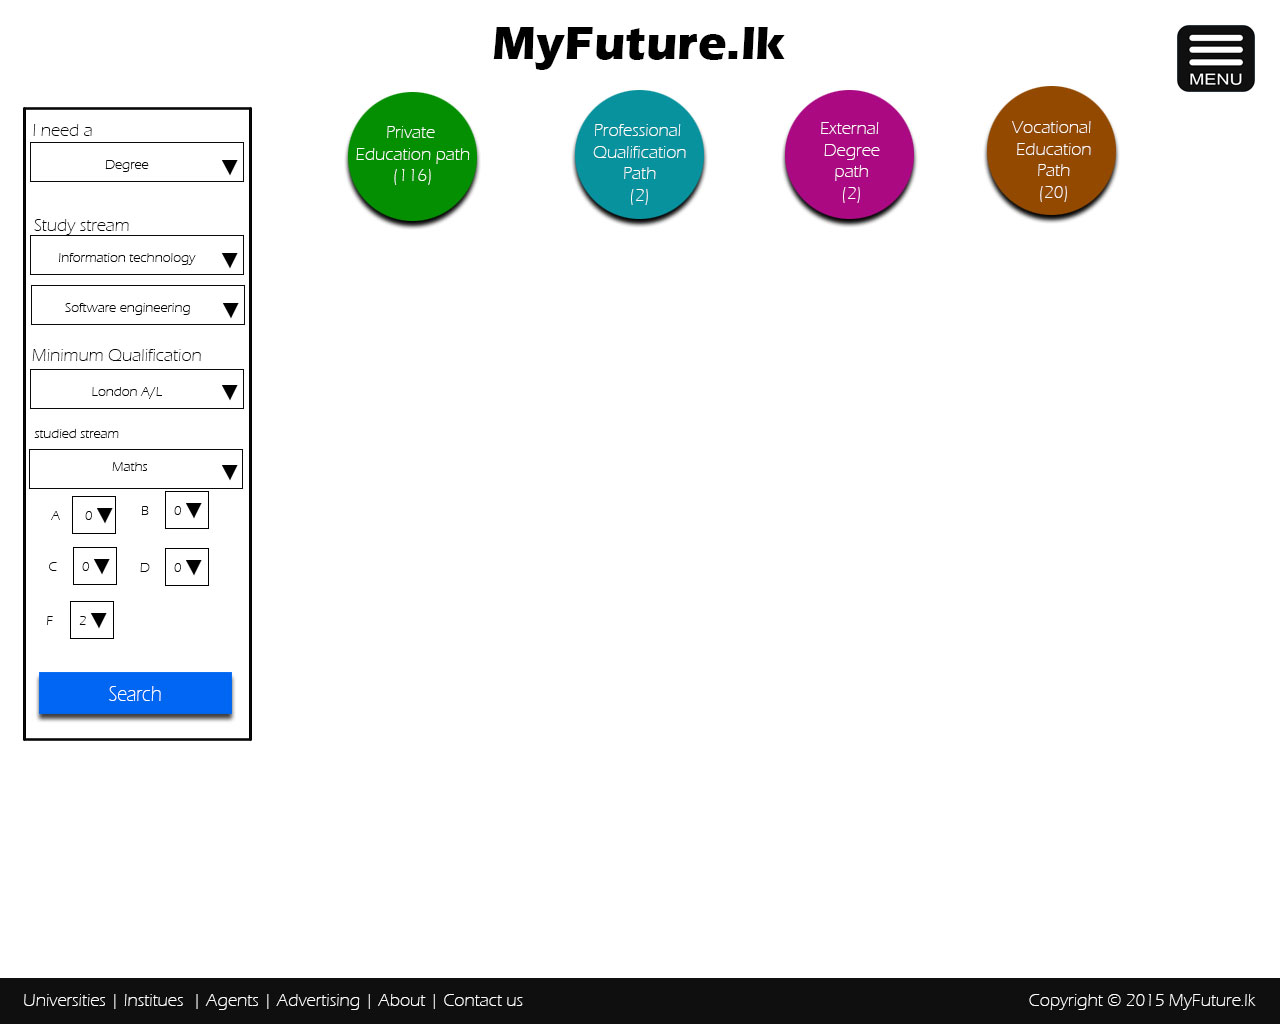 MyFuture.lk
MENU
I need a
Degree
Study stream
Information technology
Software engineering
Minimum Qualification
London A/L
studied stream
Maths
A 0 B 0
C 0 D 0
F 2
Search
Private
Education path
(116)
Professional
Qualification
Path
(2)
External
Degree
path
(2)
Vocational
Education
Path
(20)
Universities | Institues | Agents | Advertising | About | Contact us
Copyright © 2015 MyFuture.lk